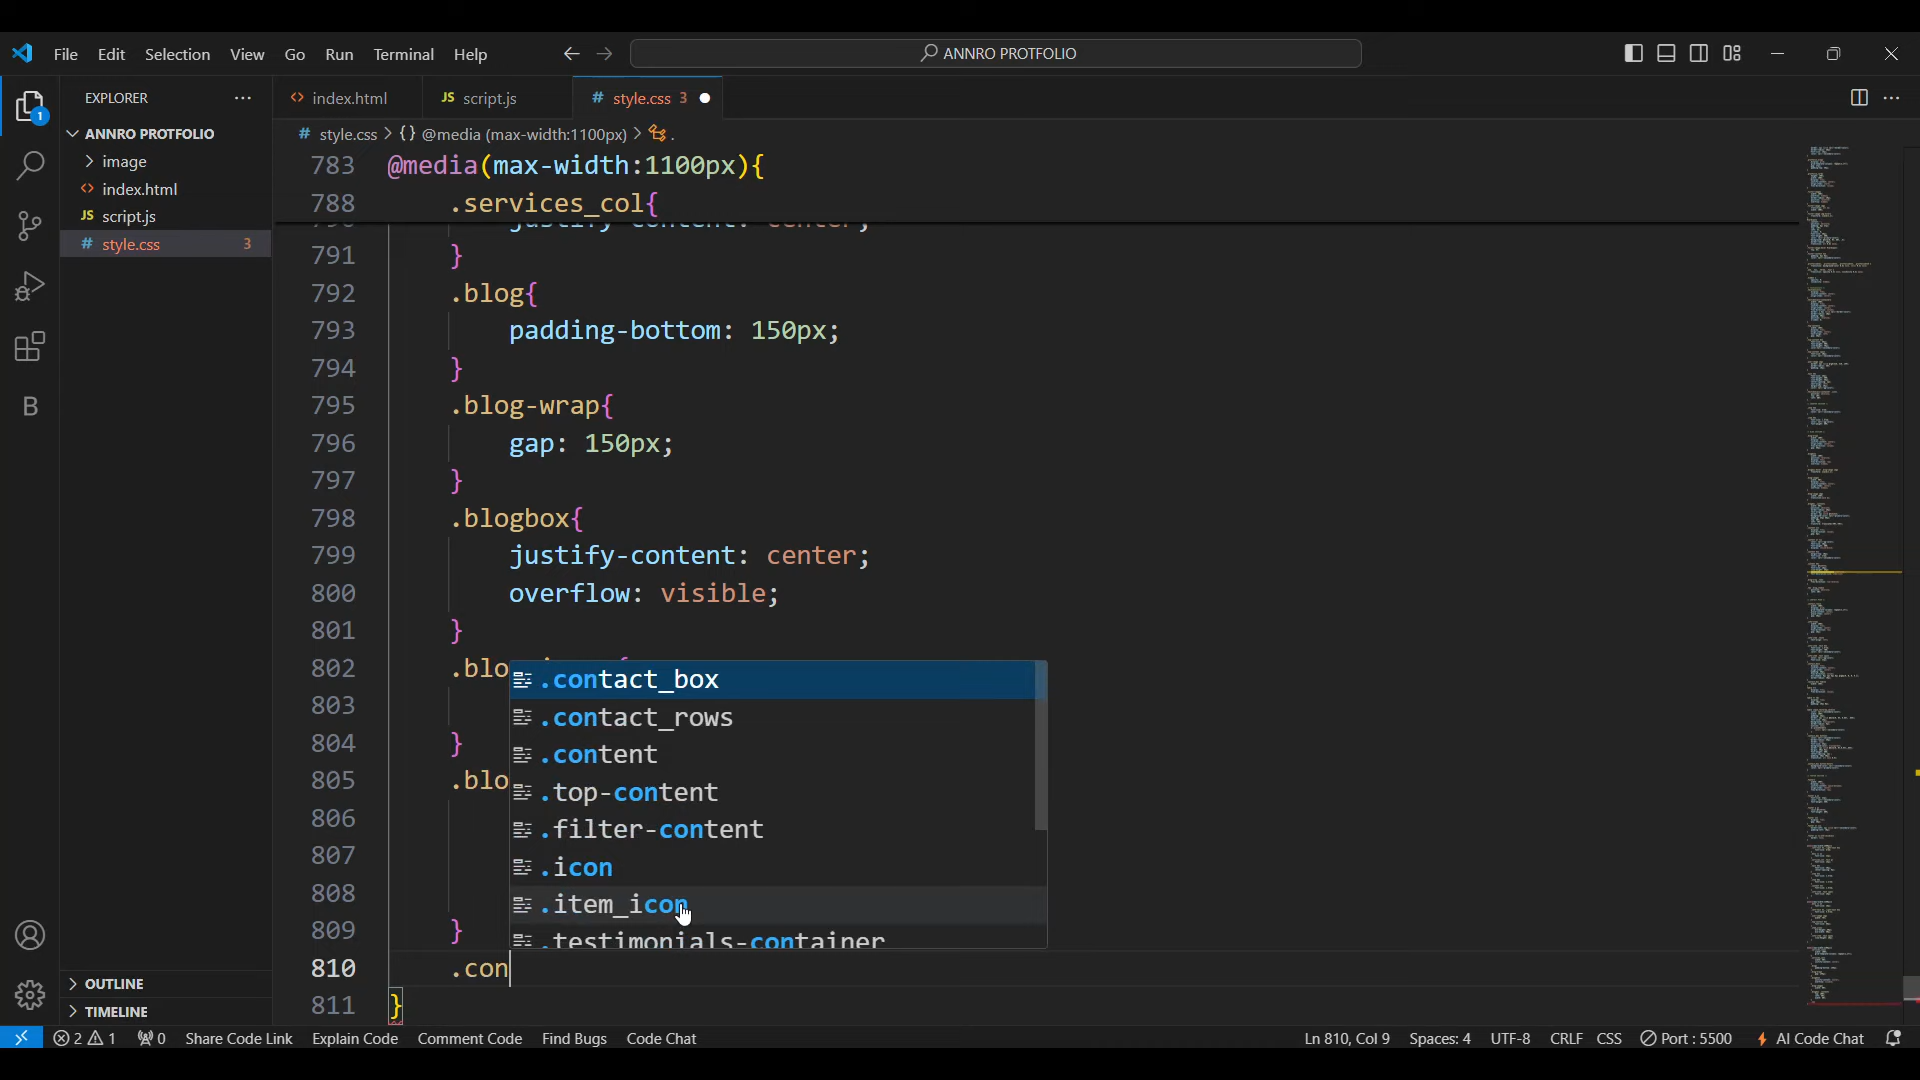 File Edit Selection View Go Run Terminal Help ANNRO PROTFOLIO
EXPLORER
ANNRO PROTFOLIO
image
index.html
script.js
style.css 3
OUTLINE
TIMELINE
1
B
index.html JS script.js # style.css 3
# style.css > {} @media (max-width:1100px) > .
783 @media(max-width:1100px){
788 .services_col{
791 }
792 .blog{
793 padding-bottom: 150px;
794 }
795 .blog-wrap{
796 gap: 150px;
797 }
798 .blogbox{
799 justify-content: center;
800 overflow: visible;
801 }
802 .blo
803
804 }
805 .blo
806
807
808
809 }
810 .con
811 }
.contact_box
.contact_rows
.content
.top-content
.filter-content
.icon
.item_icon
.testimonials-container
2 1 0 Share Code Link Explain Code Comment Code Find Bugs Code Chat Ln 810, Col 9 Spaces: 4 UTF-8 CRLF CSS Port : 5500 AI Code Chat